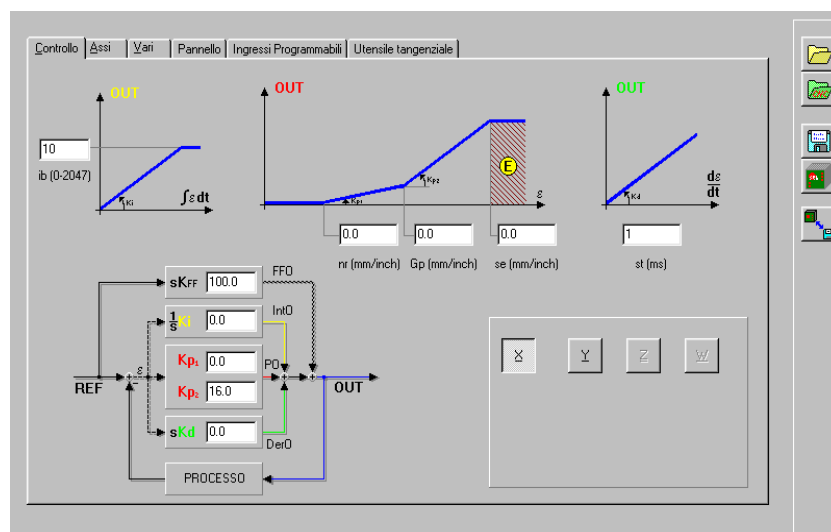 Controllo Assi Vari Pannello Ingressi Programmabili Utensile tangenziale
OUT OUT OUT
10
ib (0-2047)
Ki ∫ε dt
Kp1 Kp2 E ε
Kd dε/dt
0.0 0.0 0.0 1
nr (mm/inch) Gp (mm/inch) se (mm/inch) st (ms)
sKFF 100.0 FFO
1/s Ki 0.0 IntO
Kp1 0.0 PO
REF + - ε Kp2 16.0 + + OUT
sKd 0.0 DerO
PROCESSO
X Y Z W